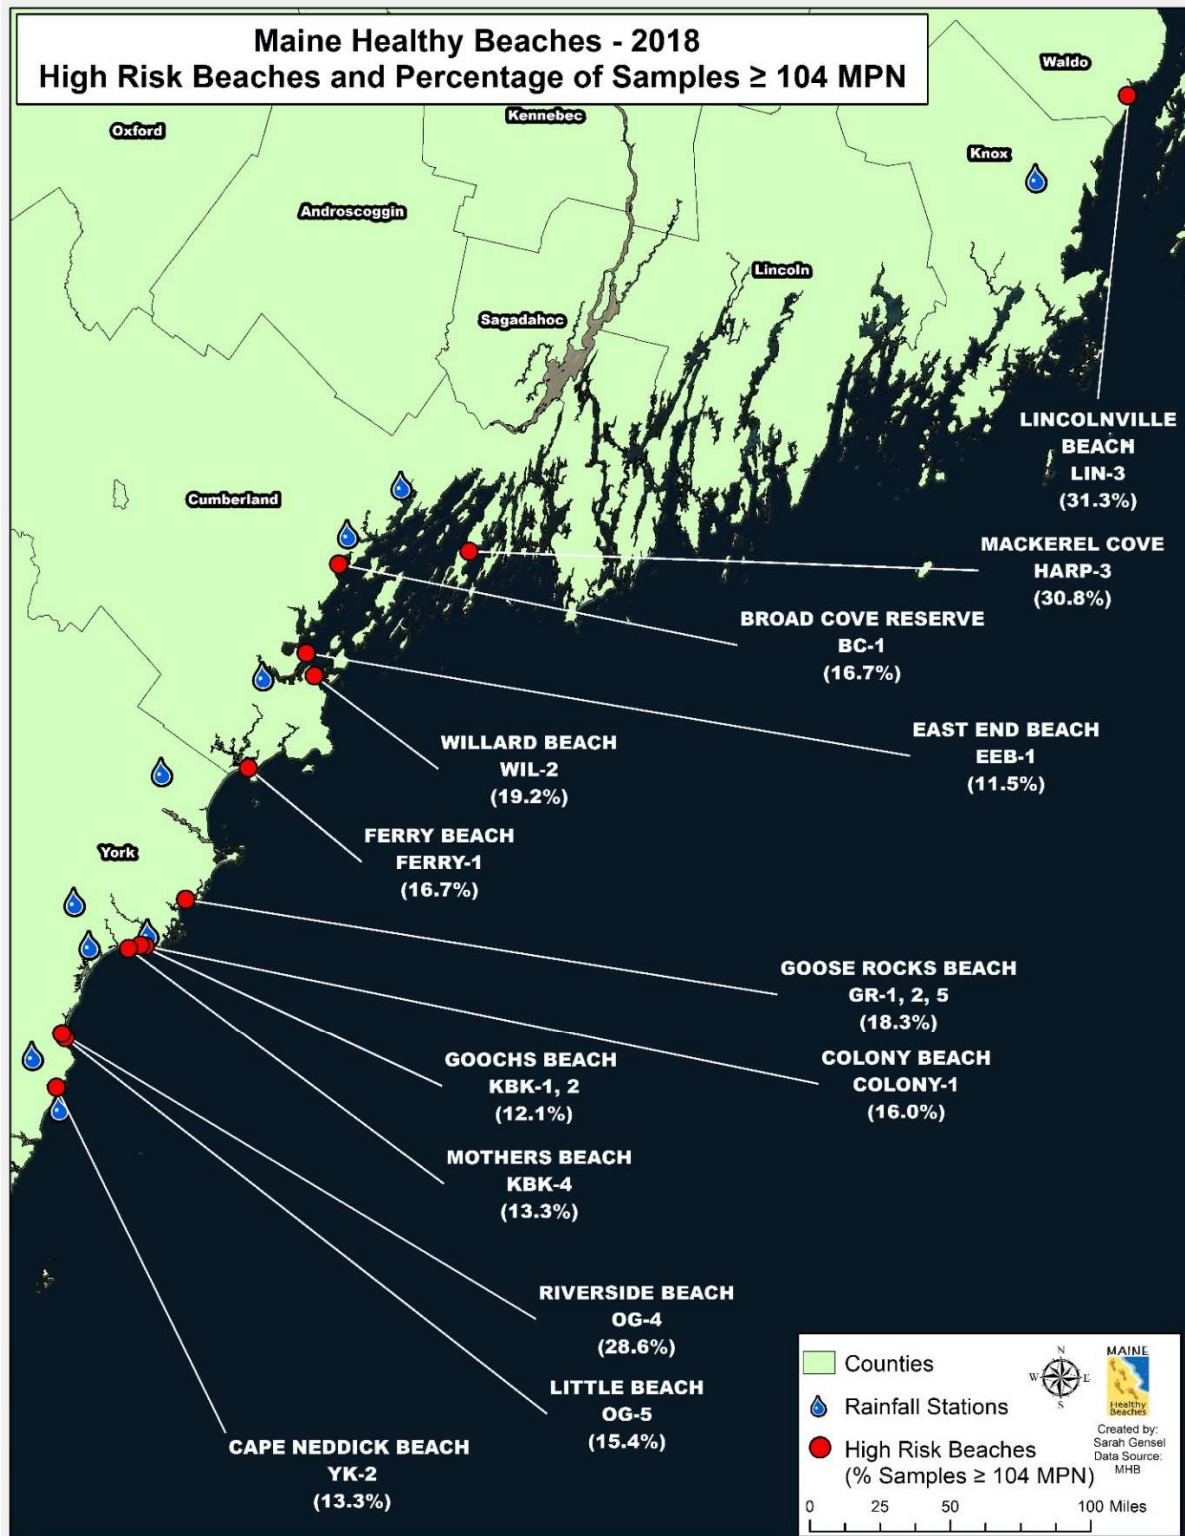 Maine Healthy Beaches - 2018
High Risk Beaches and Percentage of Samples ≥ 104 MPN
Waldo
Kennebec
Oxford
Knox
Androscoggin
Lincoln
Sagadahoc
Cumberland
York
LINCOLNVILLE
BEACH
LIN-3
(31.3%)
MACKEREL COVE
HARP-3
(30.8%)
BROAD COVE RESERVE
BC-1
(16.7%)
EAST END BEACH
EEB-1
(11.5%)
WILLARD BEACH
WIL-2
(19.2%)
FERRY BEACH
FERRY-1
(16.7%)
GOOSE ROCKS BEACH
GR-1, 2, 5
(18.3%)
COLONY BEACH
COLONY-1
(16.0%)
GOOCHS BEACH
KBK-1, 2
(12.1%)
MOTHERS BEACH
KBK-4
(13.3%)
RIVERSIDE BEACH
OG-4
(28.6%)
LITTLE BEACH
OG-5
(15.4%)
CAPE NEDDICK BEACH
YK-2
(13.3%)
Counties
Rainfall Stations
High Risk Beaches
(% Samples ≥ 104 MPN)
N
W E
S
MAINE
Healthy
Beaches
Created by:
Sarah Gensel
Data Source:
MHB
0 25 50 100 Miles